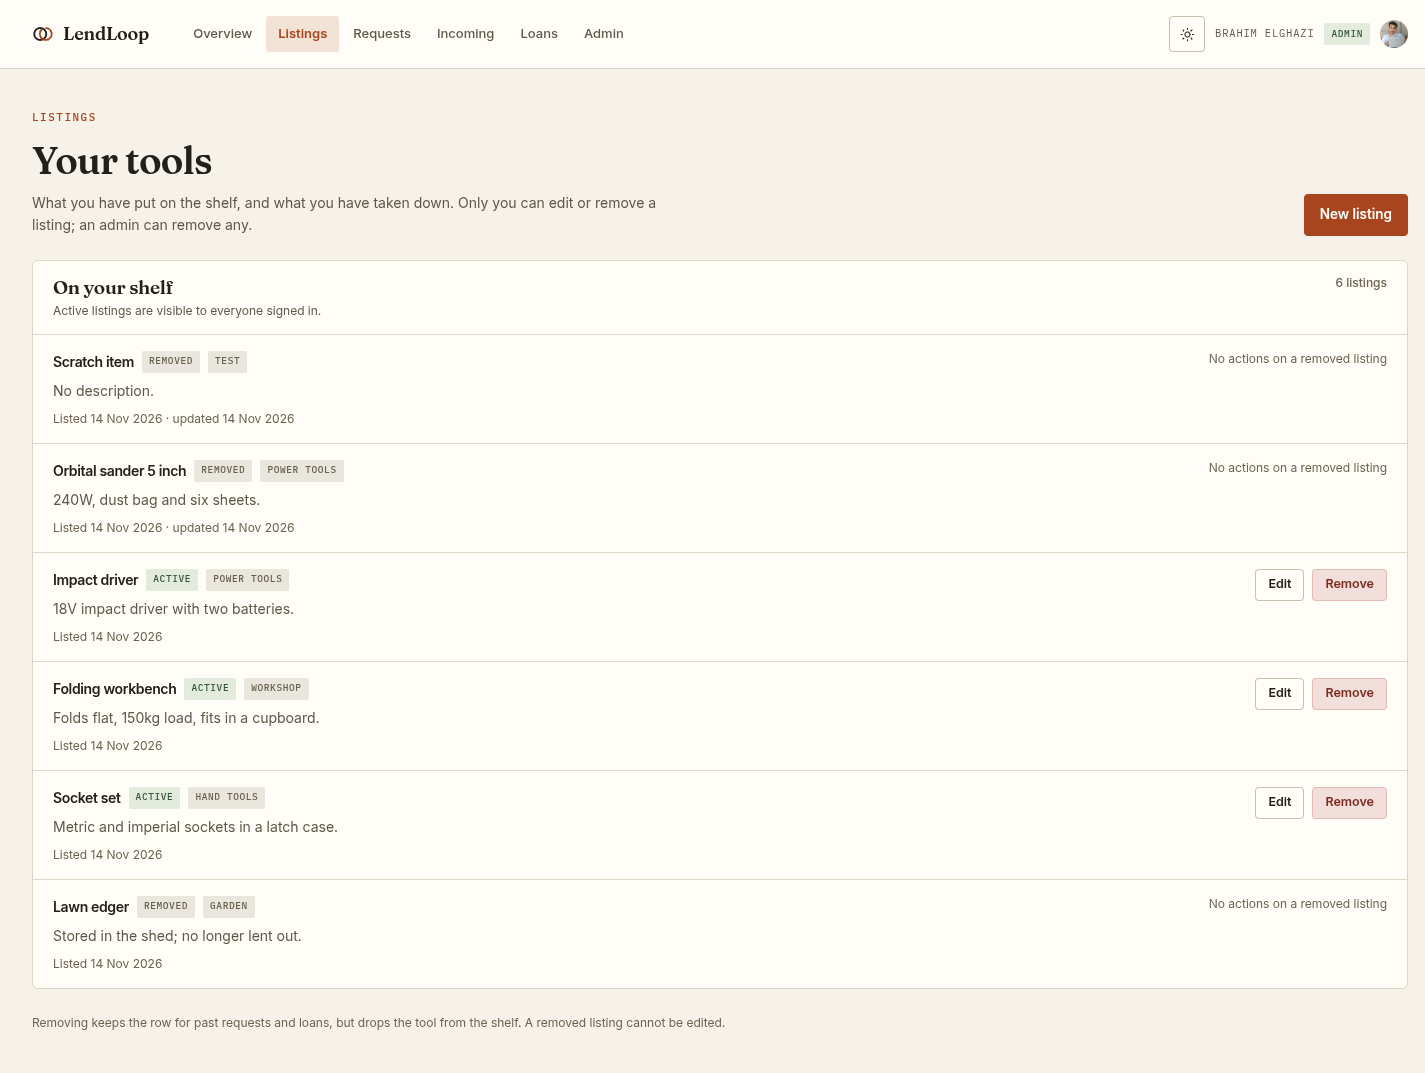 LendLoop
Overview
Listings
Requests
Incoming
Loans
Admin
BRAHIM ELGHAZI
ADMIN
LISTINGS
Your tools
What you have put on the shelf, and what you have taken down. Only you can edit or remove a
listing; an admin can remove any.
New listing
On your shelf
6 listings
Active listings are visible to everyone signed in.
Scratch item REMOVED TEST
No actions on a removed listing
No description.
Listed 14 Nov 2026 · updated 14 Nov 2026
Orbital sander 5 inch REMOVED POWER TOOLS
No actions on a removed listing
240W, dust bag and six sheets.
Listed 14 Nov 2026 · updated 14 Nov 2026
Impact driver ACTIVE POWER TOOLS
Edit Remove
18V impact driver with two batteries.
Listed 14 Nov 2026
Folding workbench ACTIVE WORKSHOP
Edit Remove
Folds flat, 150kg load, fits in a cupboard.
Listed 14 Nov 2026
Socket set ACTIVE HAND TOOLS
Edit Remove
Metric and imperial sockets in a latch case.
Listed 14 Nov 2026
Lawn edger REMOVED GARDEN
No actions on a removed listing
Stored in the shed; no longer lent out.
Listed 14 Nov 2026
Removing keeps the row for past requests and loans, but drops the tool from the shelf. A removed listing cannot be edited.